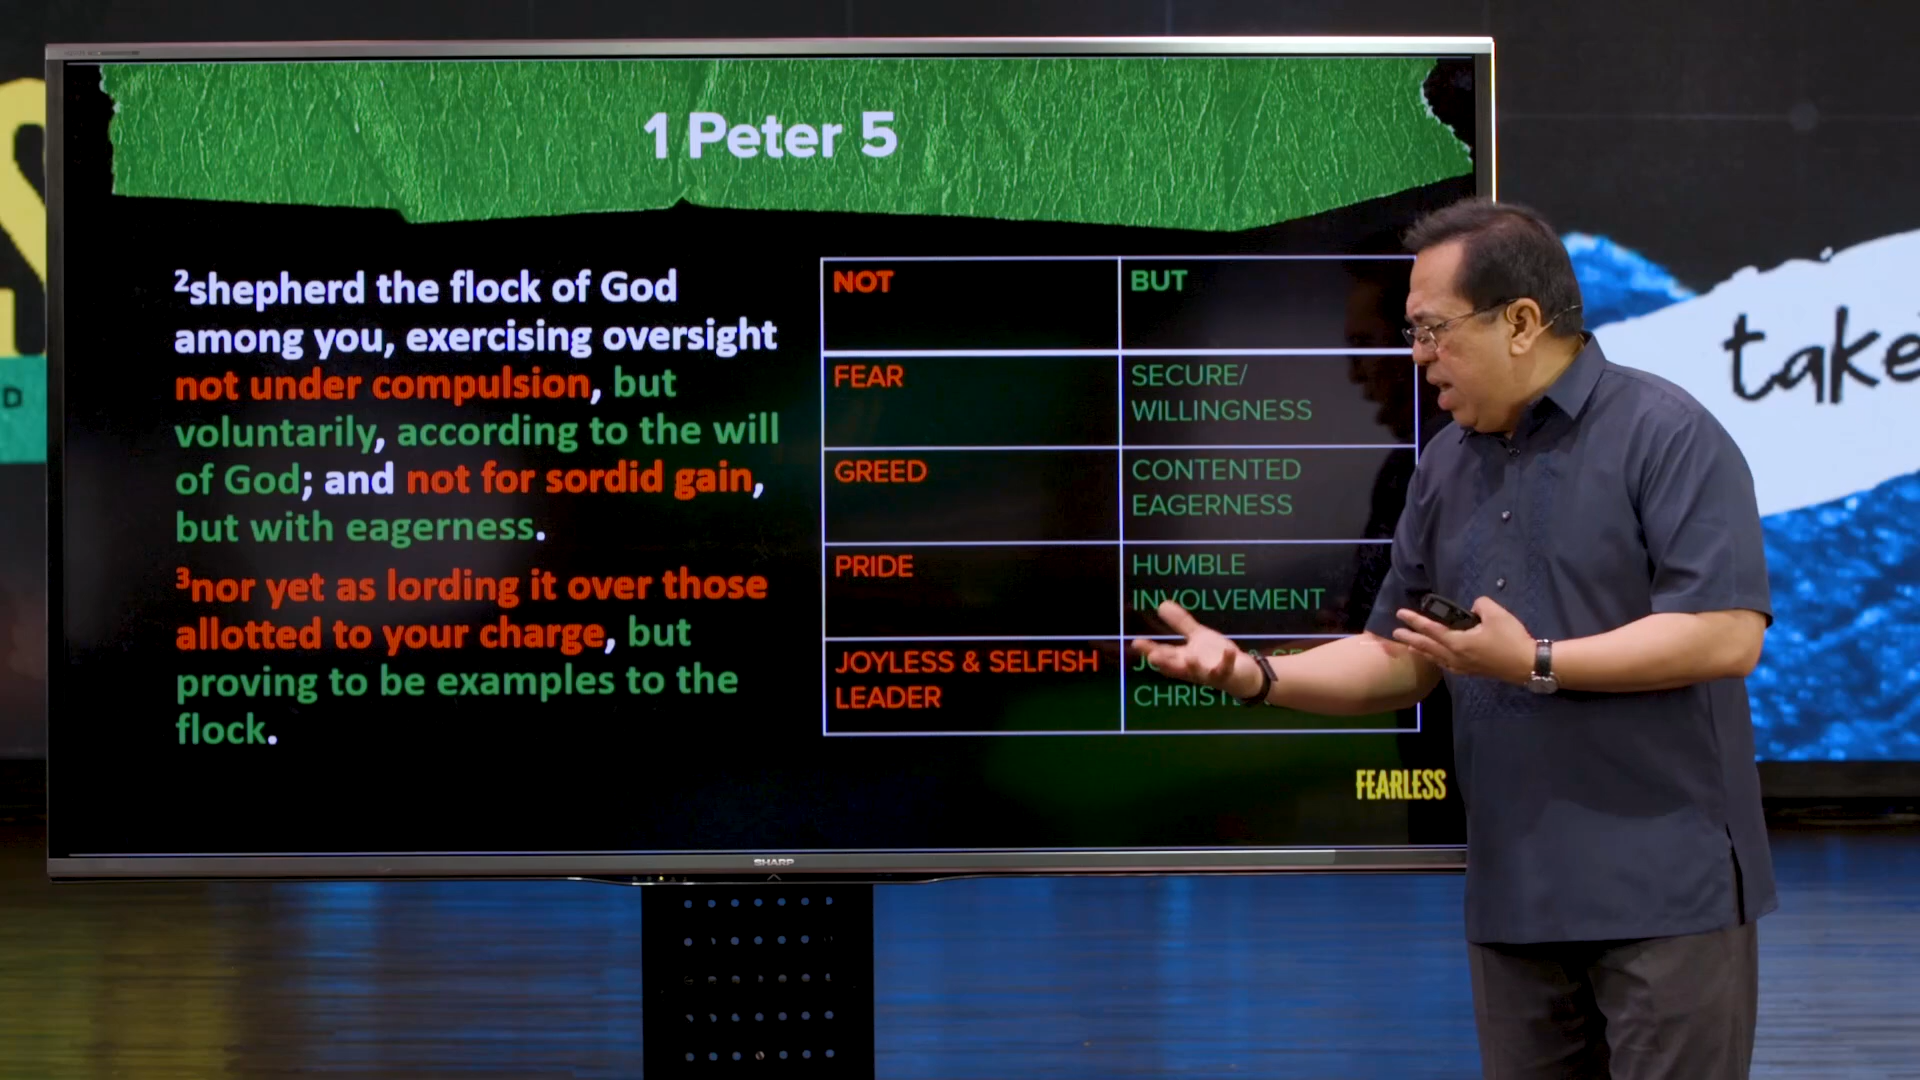 1 Peter 5
²shepherd the flock of God
among you, exercising oversight
not under compulsion, but
voluntarily, according to the will
of God; and not for sordid gain,
but with eagerness.
³nor yet as lording it over those
allotted to your charge, but
proving to be examples to the
flock.
NOT
BUT
FEAR
SECURE/
WILLINGNESS
GREED
CONTENTED
EAGERNESS
PRIDE
HUMBLE
INVOLVEMENT
JOYLESS & SELFISH
LEADER
&
FEARLESS
SHARP
take
S
D